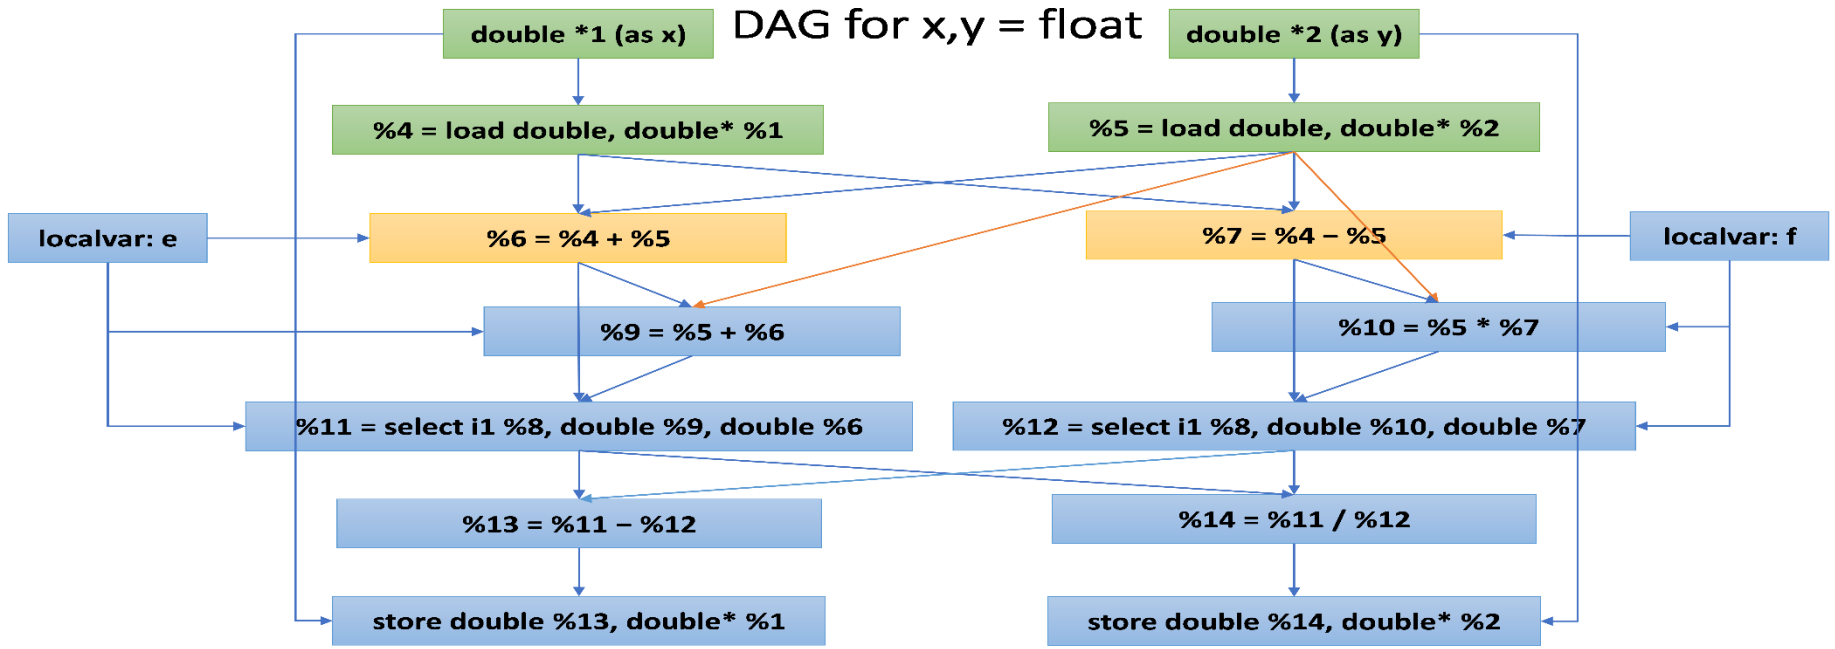 DAG for x,y = float
double *1 (as x)
double *2 (as y)
%4 = load double, double* %1
%5 = load double, double* %2
localvar: e
%6 = %4 + %5
%7 = %4 – %5
localvar: f
%9 = %5 + %6
%10 = %5 * %7
%11 = select i1 %8, double %9, double %6
%12 = select i1 %8, double %10, double %7
%13 = %11 – %12
%14 = %11 / %12
store double %13, double* %1
store double %14, double* %2